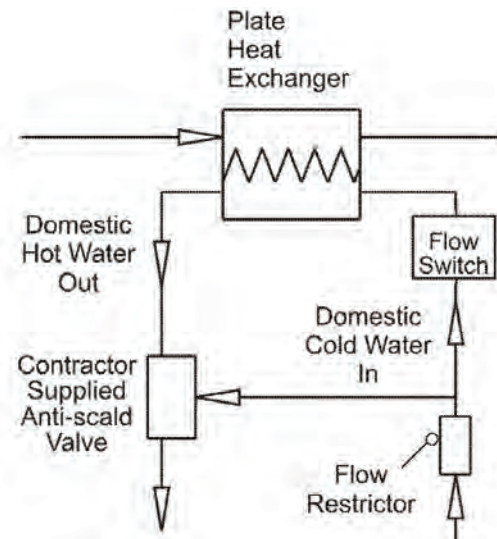 Plate
Heat
Exchanger
Domestic
Hot Water
Out
Flow
Switch
Domestic
Cold Water
In
Contractor
Supplied
Anti-scald
Valve
Flow
Restrictor